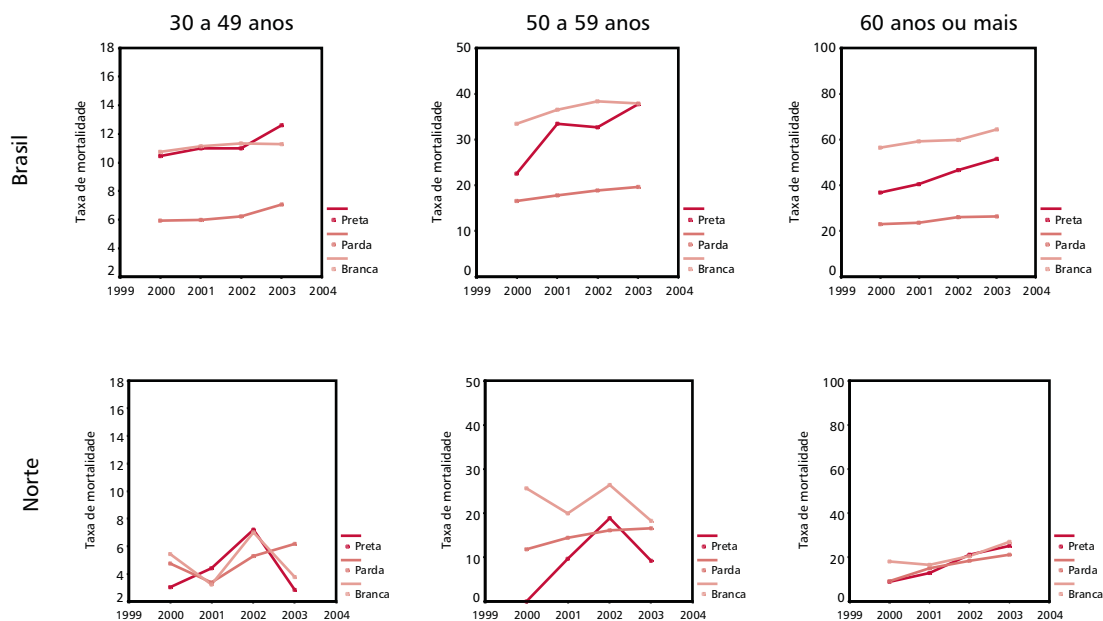 30 a 49 anos
50 a 59 anos
60 anos ou mais
Brasil
Taxa de mortalidade
18
16
14
12
10
8
6
4
2
1999 2000 2001 2002 2003 2004
Preta
Parda
Branca
Taxa de mortalidade
50
40
30
20
10
0
1999 2000 2001 2002 2003 2004
Preta
Parda
Branca
Taxa de mortalidade
100
80
60
40
20
0
1999 2000 2001 2002 2003 2004
Preta
Parda
Branca
Norte
Taxa de mortalidade
18
16
14
12
10
8
6
4
2
1999 2000 2001 2002 2003 2004
Preta
Parda
Branca
Taxa de mortalidade
50
40
30
20
10
0
1999 2000 2001 2002 2003 2004
Preta
Parda
Branca
Taxa de mortalidade
100
80
60
40
20
0
1999 2000 2001 2002 2003 2004
Preta
Parda
Branca